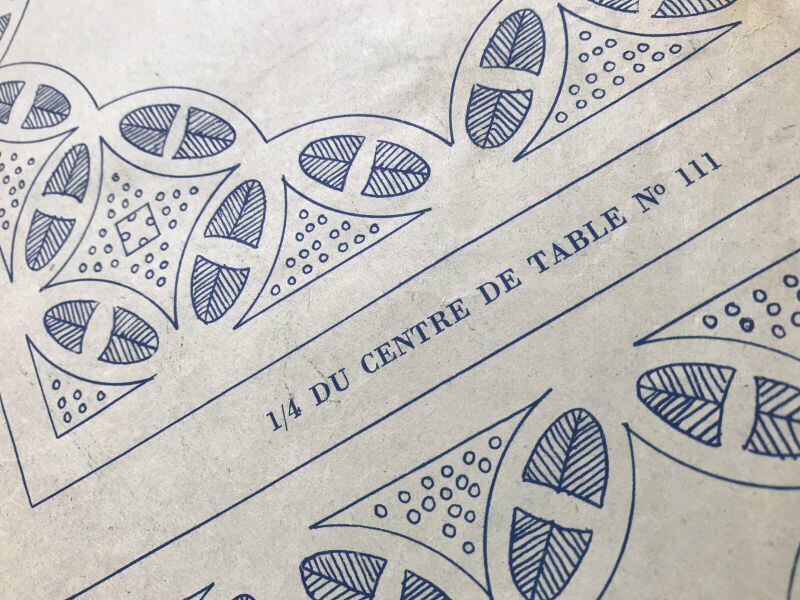 1/4 DU CENTRE DE TABLE Nº 111